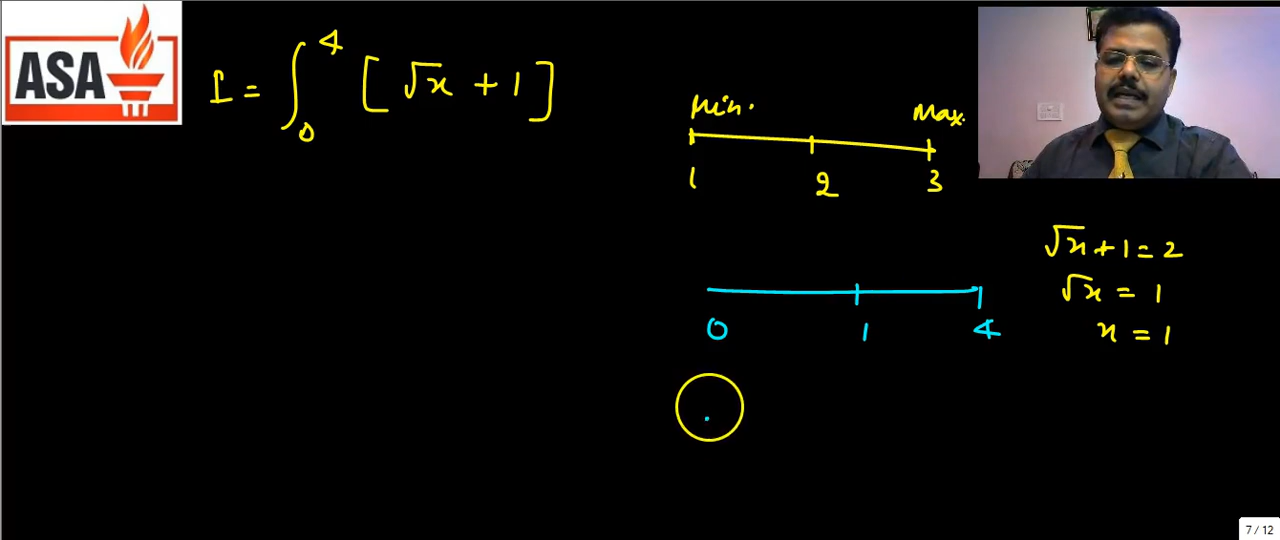 ASA
I = ∫₀⁴ [√x + 1]
Min. Max.
1 2 3
√x + 1 = 2
√x = 1
x = 1
0 1 4
7 / 12